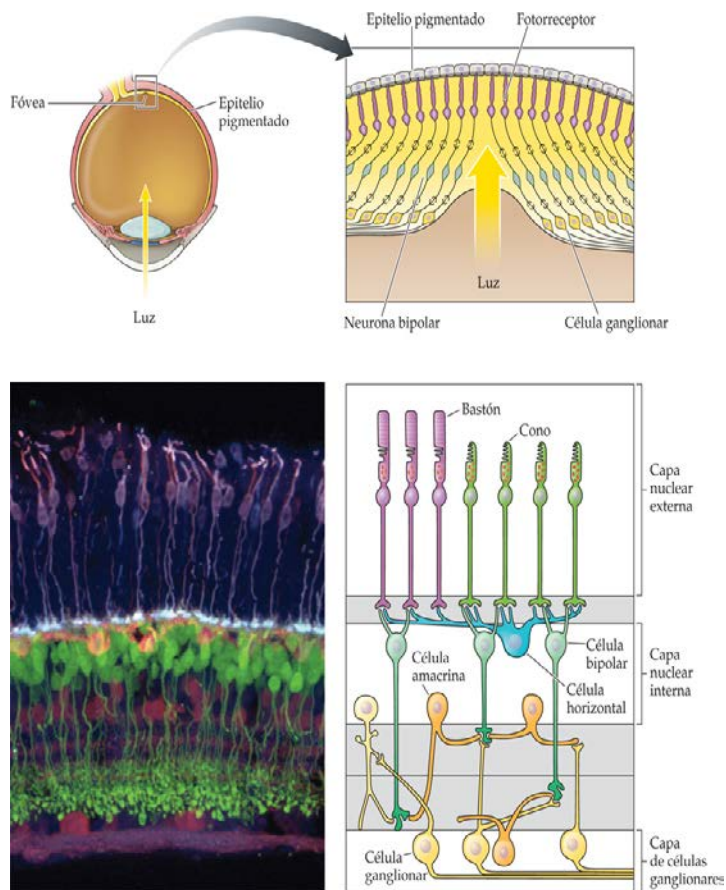 Epitelio pigmentado
Fotorreceptor
Fóvea
Epitelio
pigmentado
Luz
Luz
Neurona bipolar
Célula ganglionar
Bastón
Cono
Capa
nuclear
externa
Célula
bipolar
Célula
amacrina
Célula
horizontal
Capa
nuclear
interna
Célula
ganglionar
Capa
de células
ganglionares